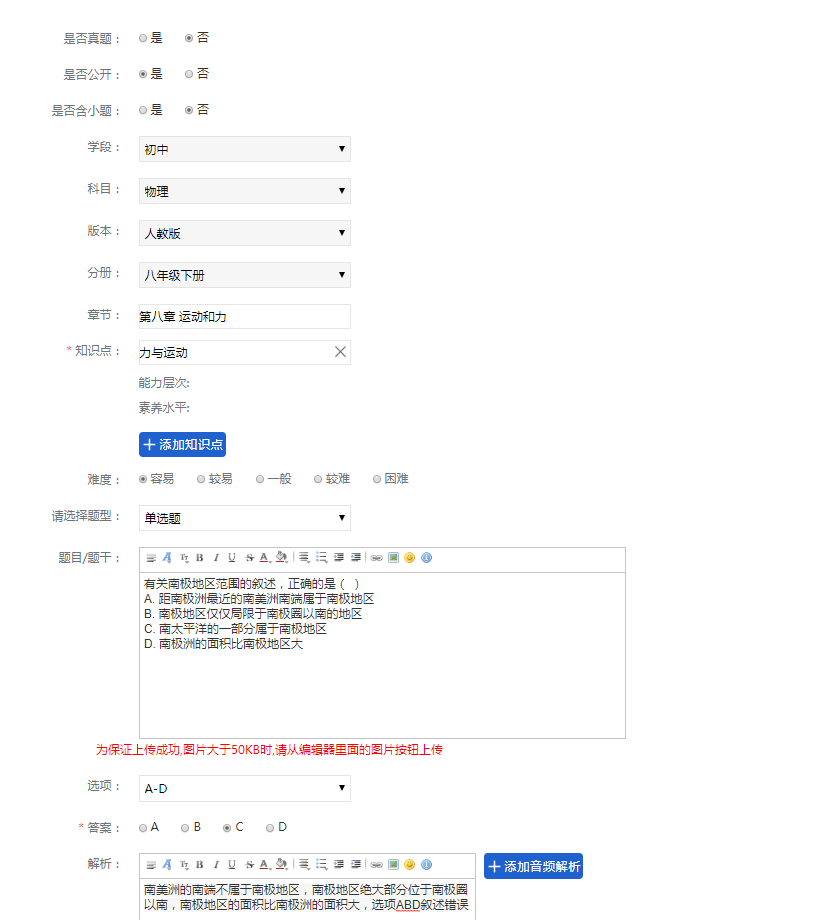 是否真题： 是 否
是否公开： 是 否
是否含小题： 是 否
学段： 初中
科目： 物理
版本： 人教版
分册： 八年级下册
章节： 第八章 运动和力
* 知识点： 力与运动
能力层次:
素养水平:
添加知识点
难度： 容易 较易 一般 较难 困难
请选择题型： 单选题
题目/题干：
有关南极地区范围的叙述，正确的是（ ）
A. 距南极洲最近的南美洲南端属于南极地区
B. 南极地区仅仅局限于南极圈以南的地区
C. 南太平洋的一部分属于南极地区
D. 南极洲的面积比南极地区大
为保证上传成功,图片大于50KB时,请从编辑器里面的图片按钮上传
选项： A-D
* 答案： A B C D
解析： 添加音频解析
南美洲的南端不属于南极地区，南极地区绝大部分位于南极圈
以南，南极地区的面积比南极洲的面积大，选项ABD叙述错误